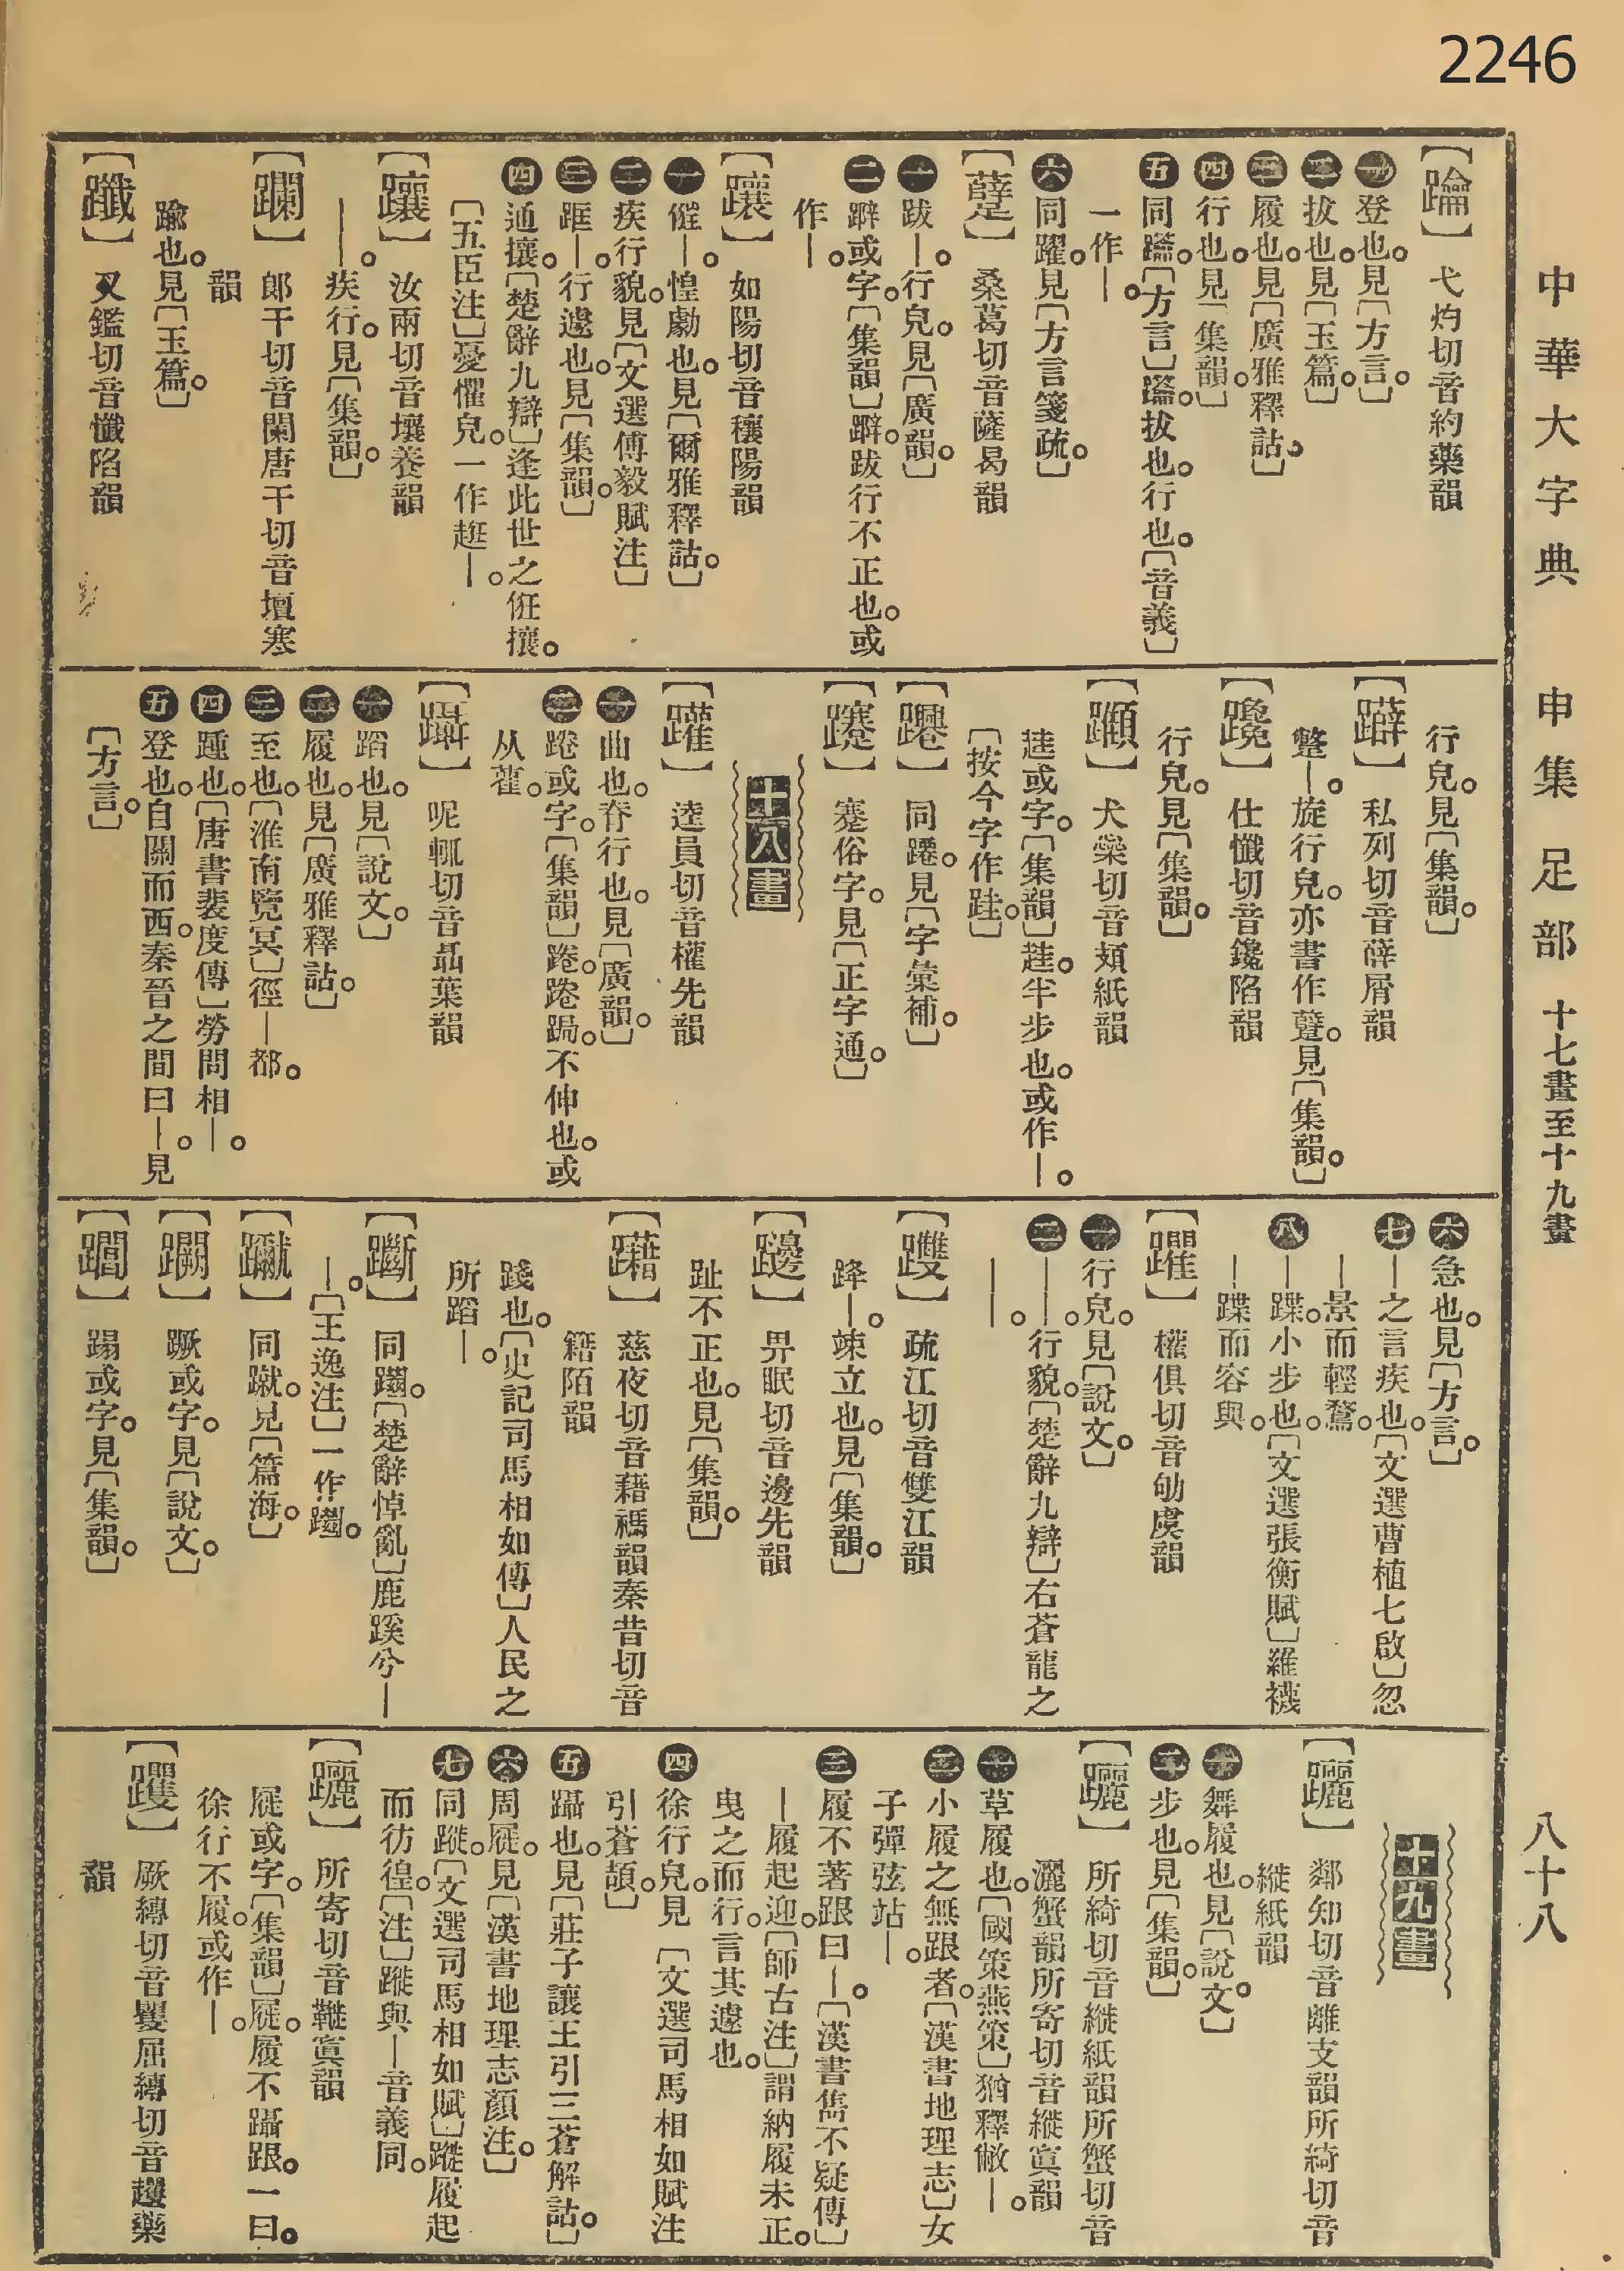 2246
中華大字典 申集 足部 十七畫至十九畫 八十八
【躪】 弋灼切音約藥韻
㊀登也。見〔方言。〕
㊁拔也。見〔玉篇。〕
㊂履也。見〔廣雅釋詁。〕
㊃行也。見〔集韻。〕
㊄同䠯。〔方言〕䠯。拔也。行也。〔音義〕
一作—。
㊅同躍。見〔方言箋疏。〕
【躠】 桑葛切音薩曷韻
㊀跋—。行皃。見〔廣韻。〕
㊁躃或字。〔集韻〕躃。跋行不正也。或
作—。
【躟】 如陽切音穰陽韻
㊀㒁—。惶劇也。見〔爾雅釋詁。〕
㊁疾行貌。見〔文選傅毅賦注〕
㊂距—。行遽也。見〔集韻。〕
㊃通攘。〔楚辭九辯〕逢此世之俇攘。
〔五臣注〕憂懼皃。一作趘—。
【躟】 汝兩切音壤養韻
——。疾行。見〔集韻。〕
【躝】 郎干切音闌唐干切音壇寒
韻
踰也。見〔玉篇。〕
【躥】 叉鑑切音懺陷韻
行皃。見〔集韻。〕
【躃】 私列切音薛屑韻
蹩—。旋行皃。亦書作躠。見〔集韻。〕
【躔】 仕懺切音鑱陷韻
行皃。見〔集韻。〕
【蹞】 犬櫱切音頍紙韻
䞨或字。〔集韻〕䞨。半步也。或作—。
〔按今字作跬。〕
【躚】 同躚。見〔字彙補。〕
【蹇】 蹇俗字。見〔正字通。〕
十八畫
【躍】 逵員切音權先韻
㊀曲也。脊行也。見〔廣韻。〕
㊁踡或字。〔集韻〕踡。踡跼。不伸也。或
从雚。
【躡】 呢輒切音聶葉韻
㊀蹈也。見〔說文。〕
㊁履也。見〔廣雅釋詁。〕
㊂至也。〔淮南覽冥〕徑—都。
㊃踵也。〔唐書裴度傳〕勞問相—。
㊄登也。自關而西。秦晉之間曰—。見
〔方言。〕
㊅急也。見〔方言。〕
㊆—之言疾也。〔文選曹植七啟〕忽
—景而輕騖。
㊇—蹀。小步也。〔文選張衡賦〕羅襪
—蹀而容與。
【躣】 權俱切音劬虞韻
㊀行皃。見〔說文。〕
㊁——。行貌。〔楚辭九辯〕右蒼龍之
——。
【躞】 疏江切音雙江韻
跭—。竦立也。見〔集韻。〕
【邊】 畀眠切音邊先韻
趾不正也。見〔集韻。〕
【躤】 慈夜切音藉禡韻秦昔切音
籍陌韻
踐也。〔史記司馬相如傳〕人民之
所蹈—。
【斷】 同躖。〔楚辭悼亂〕鹿蹊兮—
—。〔王逸注〕一作躖。
【蹴】 同蹴。見〔篇海。〕
【蹶】 蹶或字。見〔說文。〕
【蹋】 蹋或字。見〔集韻。〕
十九畫
【躧】 鄰知切音離支韻所綺切音
縰紙韻
㊀舞履也。見〔說文。〕
㊁步也。見〔集韻。〕
【躧】 所綺切音縰紙韻所蟹切音
灑蟹韻所寄切音縰寘韻
㊀草履也。〔國策燕策〕猶釋敝—。
㊁小履之無跟者。〔漢書地理志〕女
子彈弦跕—。
㊂履不著跟曰—。〔漢書雋不疑傳〕
—履起迎。〔師古注〕謂納履未正。
曳之而行。言其遽也。
㊃徐行皃。見〔文選司馬相如賦注
引蒼頡。〕
㊄躡也。見〔莊子讓王引三蒼解詁。〕
㊅周屣。見〔漢書地理志顏注。〕
㊆同蹝。〔文選司馬相如賦〕蹝履起
而彷徨。〔注〕蹝與—音義同。
【躧】 所寄切音䩺寘韻
屣或字。〔集韻〕屣。履不躡跟。一曰。
徐行不履。或作—。
【躩】 厥縛切音矍屈縛切音躩藥
韻